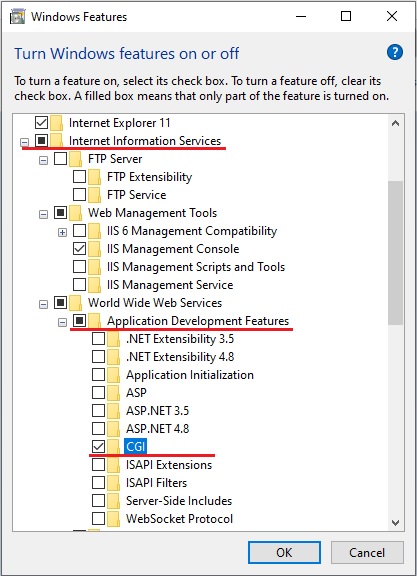 Windows Features
Turn Windows features on or off
?
To turn a feature on, select its check box. To turn a feature off, clear its
check box. A filled box means that only part of the feature is turned on.
Internet Explorer 11
Internet Information Services
FTP Server
FTP Extensibility
FTP Service
Web Management Tools
IIS 6 Management Compatibility
IIS Management Console
IIS Management Scripts and Tools
IIS Management Service
World Wide Web Services
Application Development Features
.NET Extensibility 3.5
.NET Extensibility 4.8
Application Initialization
ASP
ASP.NET 3.5
ASP.NET 4.8
CGI
ISAPI Extensions
ISAPI Filters
Server-Side Includes
WebSocket Protocol
OK
Cancel